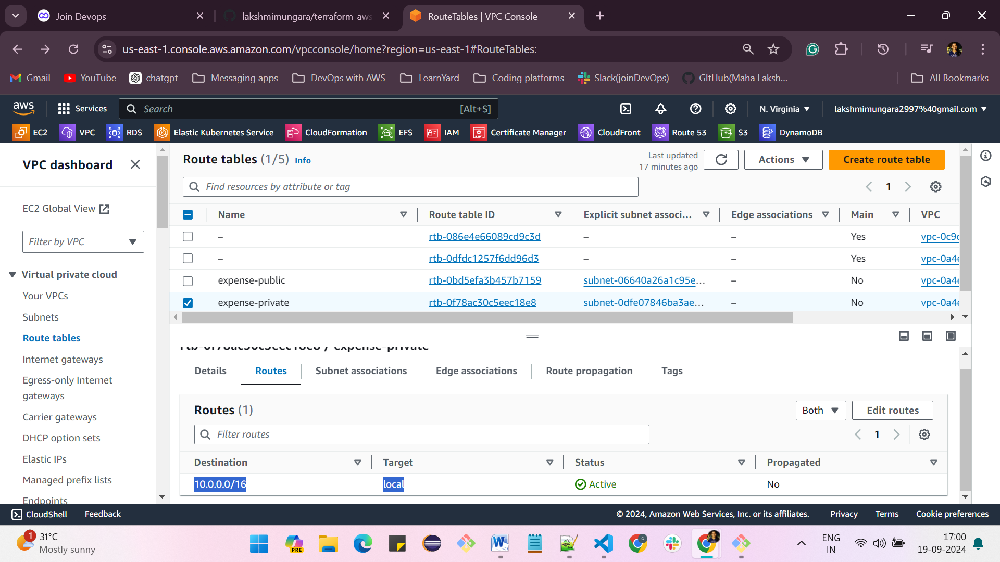 Join Devops
lakshmimungara/terraform-aws
RouteTables | VPC Console
us-east-1.console.aws.amazon.com/vpcconsole/home?region=us-east-1#RouteTables:
Gmail
YouTube
chatgpt
Messaging apps
DevOps with AWS
LearnYard
Coding platforms
Slack(joinDevOps)
GItHub(Maha Laksh...
All Bookmarks
aws
Services
Search
[Alt+S]
N. Virginia
lakshmimungara2997%40gmail.com
EC2
VPC
RDS
Elastic Kubernetes Service
CloudFormation
EFS
IAM
Certificate Manager
CloudFront
Route 53
S3
DynamoDB
VPC dashboard
EC2 Global View
Filter by VPC
Virtual private cloud
Your VPCs
Subnets
Route tables
Internet gateways
Egress-only Internet
gateways
Carrier gateways
DHCP option sets
Elastic IPs
Managed prefix lists
Endpoints
Route tables (1/5) Info
Last updated
17 minutes ago
Actions
Create route table
Find resources by attribute or tag
1
Name Route table ID Explicit subnet associ... Edge associations Main VPC
– rtb-086e4e66089cd9c3d – – Yes vpc-0c9c
– rtb-0dfdc1257f6dd96d3 – – Yes vpc-0a4e
expense-public rtb-0bd5efa3b457b7159 subnet-06640a26a1c95e... – No vpc-0a4e
expense-private rtb-0f78ac30c5eec18e8 subnet-0dfe07846ba3ae... – No vpc-0a4e
rtb-0f78ac30c5eec18e8 / expense-private
Details
Routes
Subnet associations
Edge associations
Route propagation
Tags
Routes (1)
Both
Edit routes
Filter routes
1
Destination Target Status Propagated
10.0.0.0/16 local Active No
CloudShell
Feedback
© 2024, Amazon Web Services, Inc. or its affiliates.
Privacy
Terms
Cookie preferences
1
31°C
Mostly sunny
PRE
ENG
IN
17:00
19-09-2024